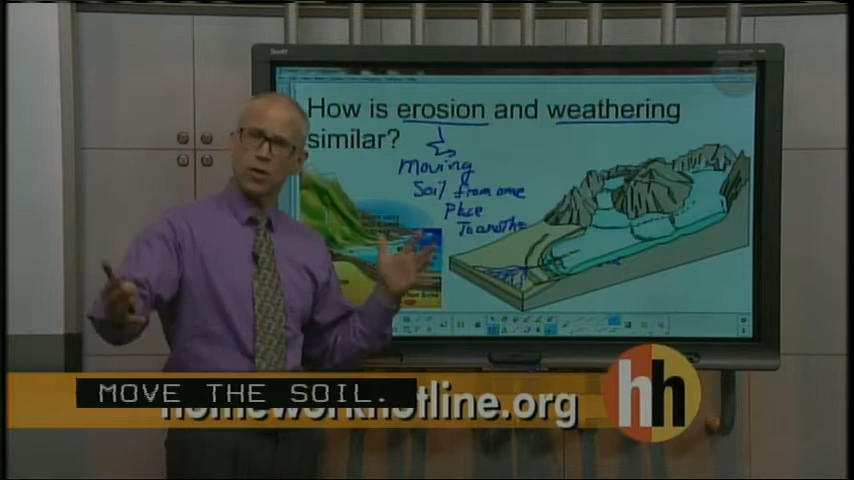 How is erosion and weathering
similar?
Moving
Soil from one
Place
To anothe
MOVE THE SOIL.
homeworkhotline.org
hh